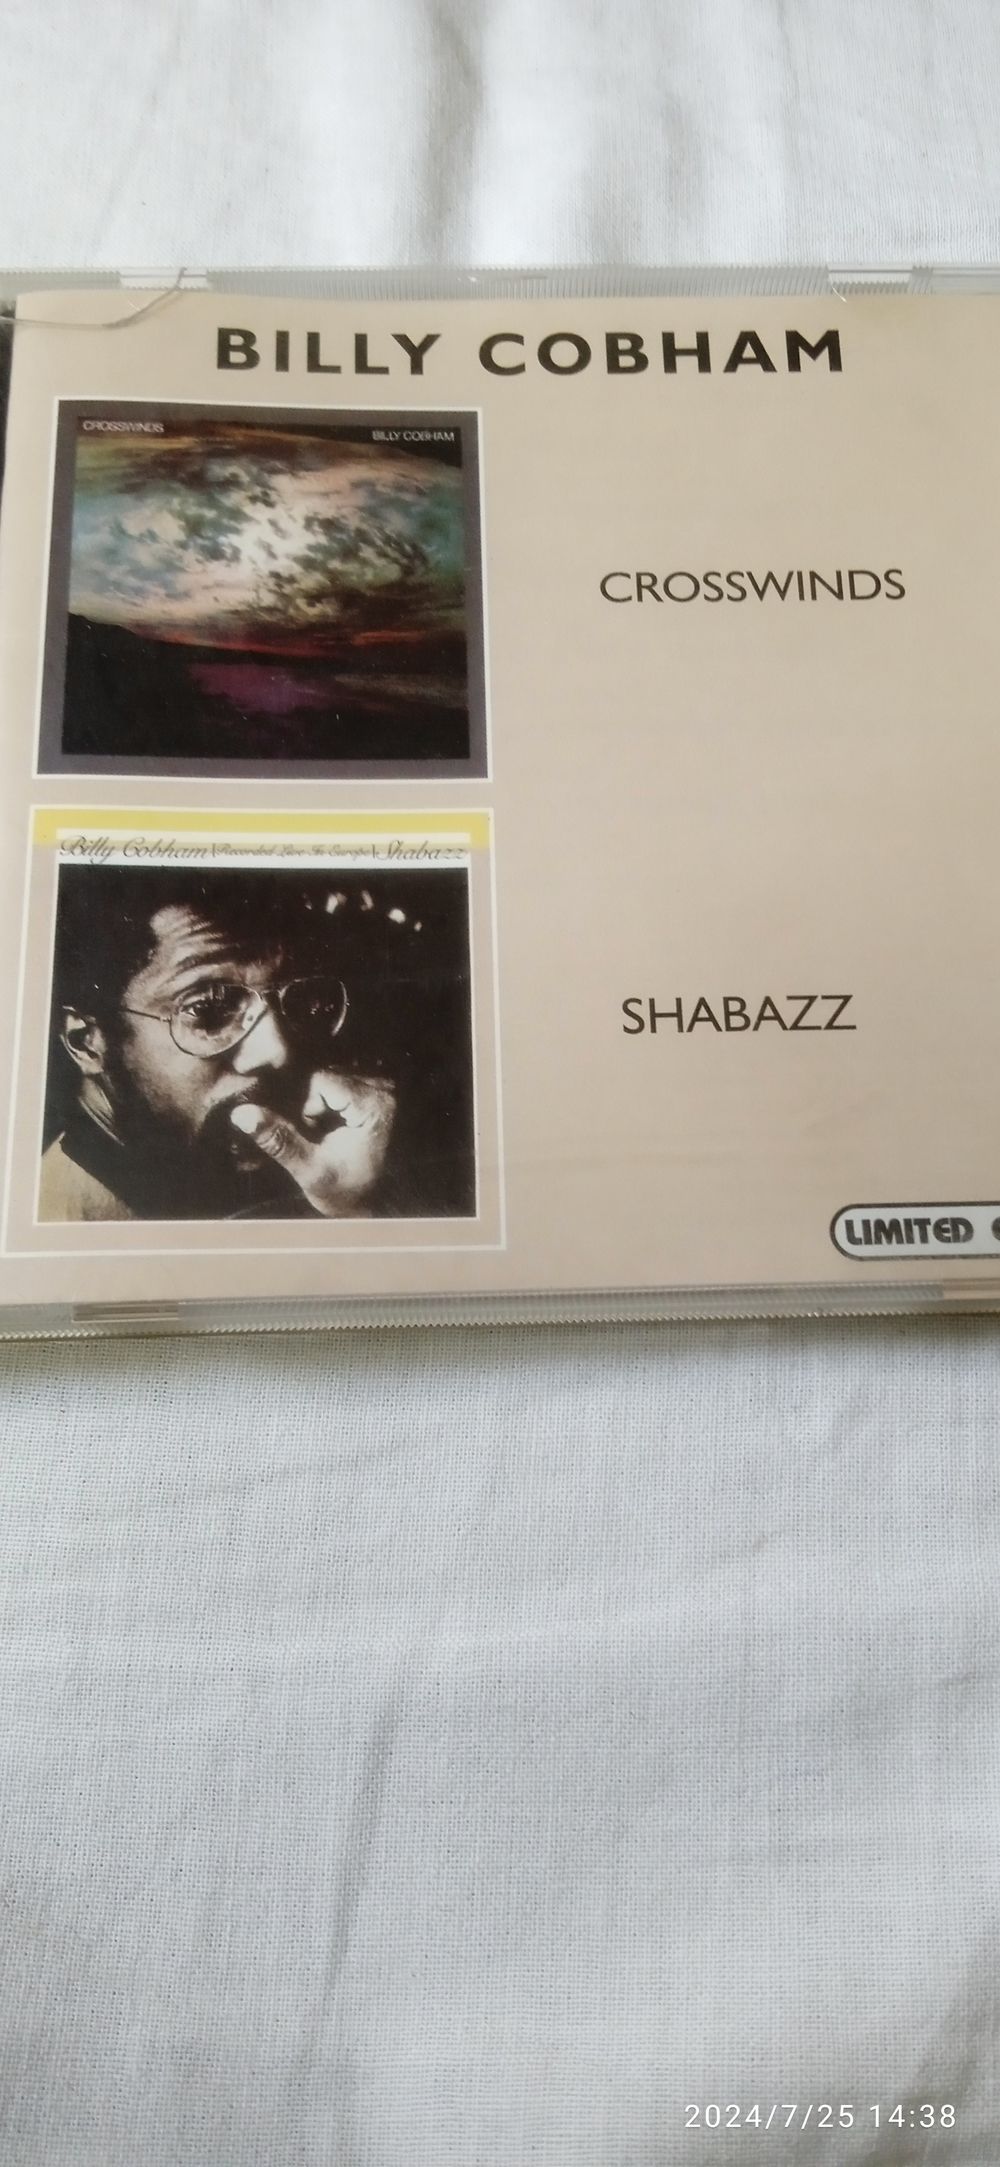 BILLY COBHAM
CROSSWINDS
BILLY COBHAM
CROSSWINDS
Billy Cobham | Recorded Live In Europe | Shabazz
SHABAZZ
LIMITED
2024/7/25 14:38